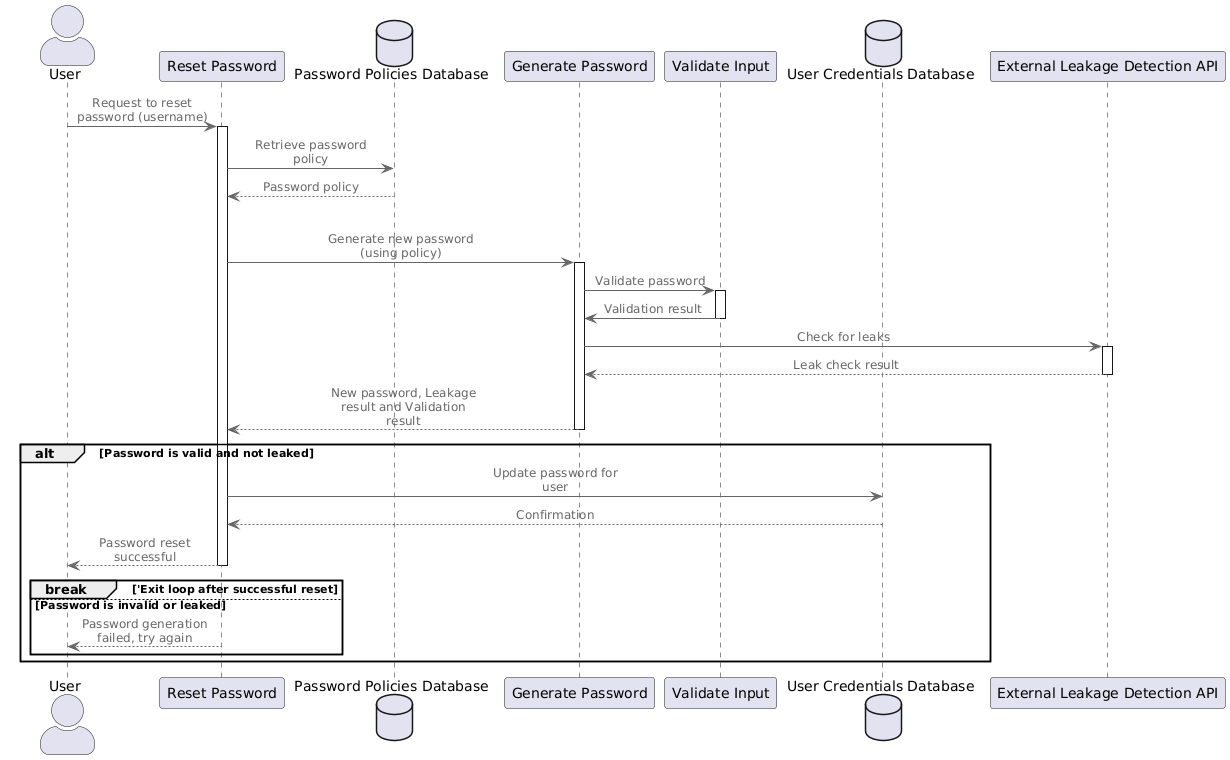 User
Reset Password
Password Policies Database
Generate Password
Validate Input
User Credentials Database
External Leakage Detection API
Request to reset
password (username)
Retrieve password
policy
Password policy
Generate new password
(using policy)
Validate password
Validation result
Check for leaks
Leak check result
New password, Leakage
result and Validation
result
alt
[Password is valid and not leaked]
Update password for
user
Confirmation
Password reset
successful
break
['Exit loop after successful reset]
[Password is invalid or leaked]
Password generation
failed, try again
User
Reset Password
Password Policies Database
Generate Password
Validate Input
User Credentials Database
External Leakage Detection API